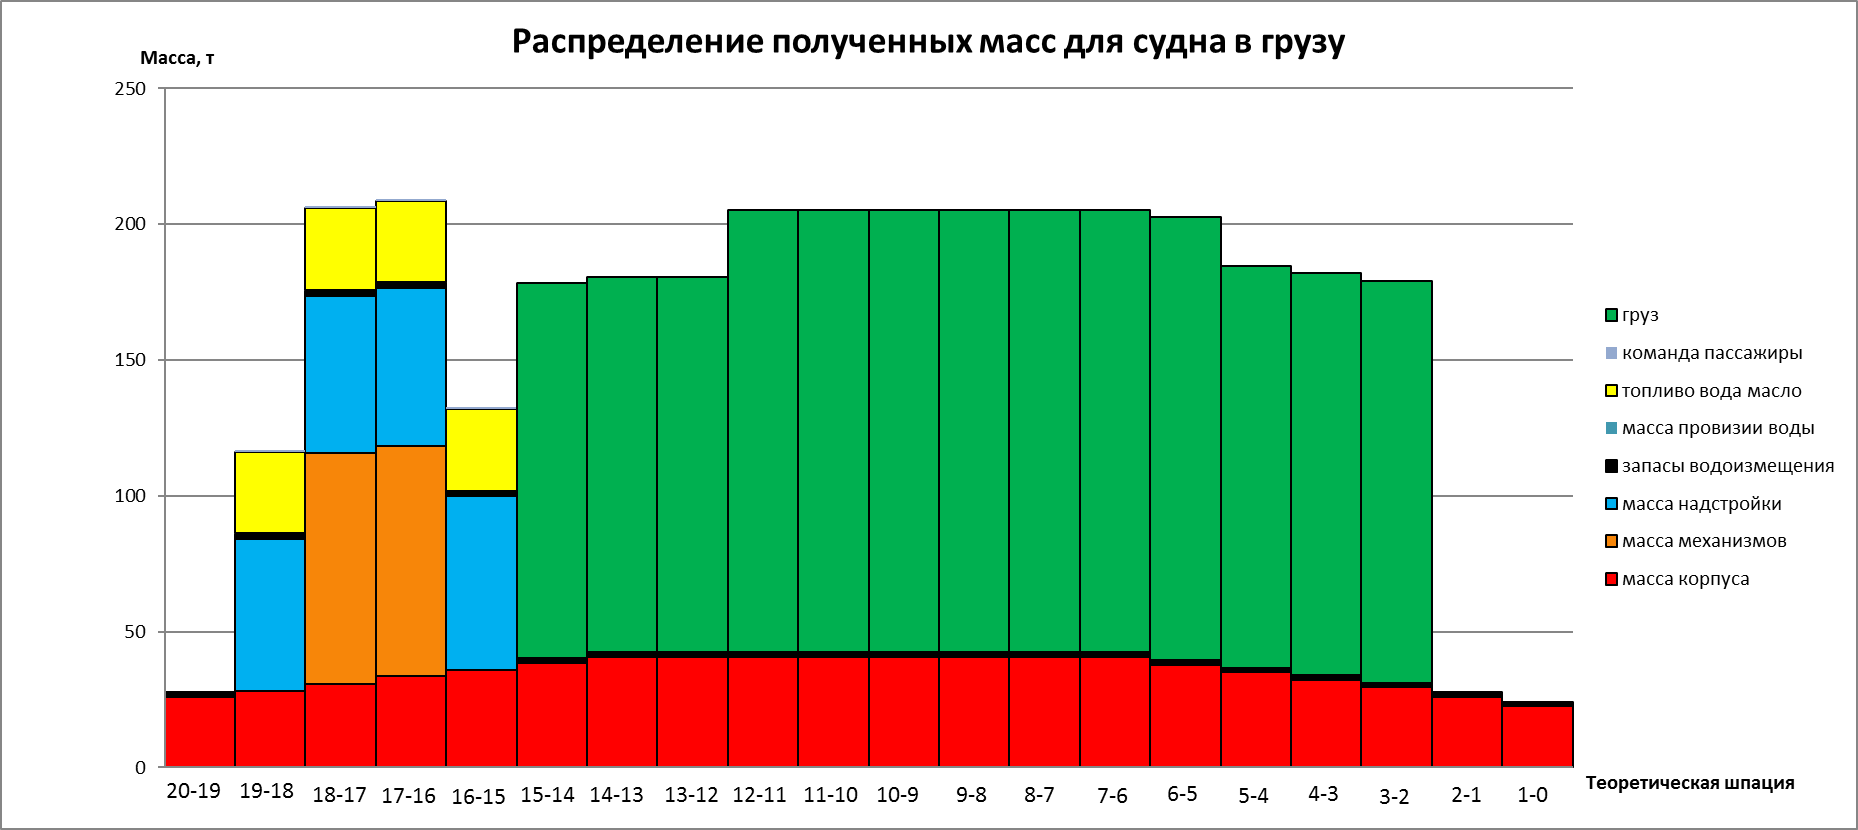 Распределение полученных масс для судна в грузу
Масса, т
250
200
150
100
50
0
20-19 19-18 18-17 17-16 16-15 15-14 14-13 13-12 12-11 11-10 10-9 9-8 8-7 7-6 6-5 5-4 4-3 3-2 2-1 1-0
Теоретическая шпация
груз
команда пассажиры
топливо вода масло
масса провизии воды
запасы водоизмещения
масса надстройки
масса механизмов
масса корпуса